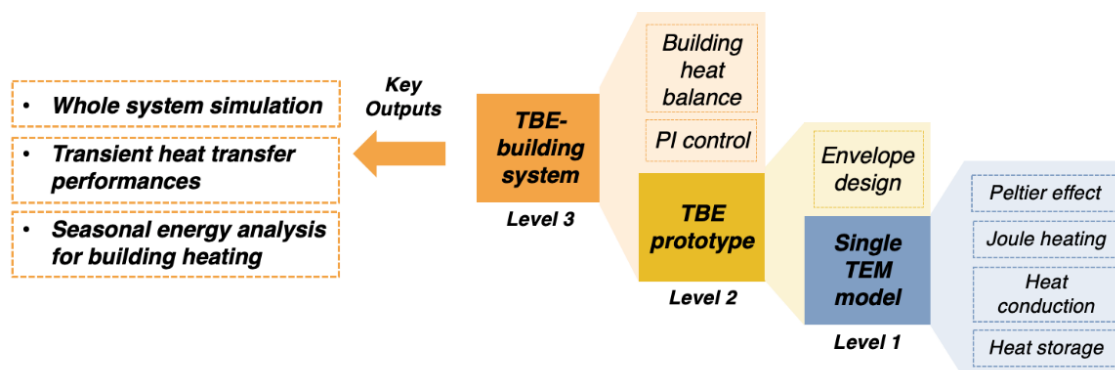 • Whole system simulation
• Transient heat transfer
performances
• Seasonal energy analysis
for building heating
Key
Outputs
TBE-
building
system
Level 3
Building
heat
balance
PI control
TBE
prototype
Level 2
Envelope
design
Single
TEM
model
Level 1
Peltier effect
Joule heating
Heat
conduction
Heat storage